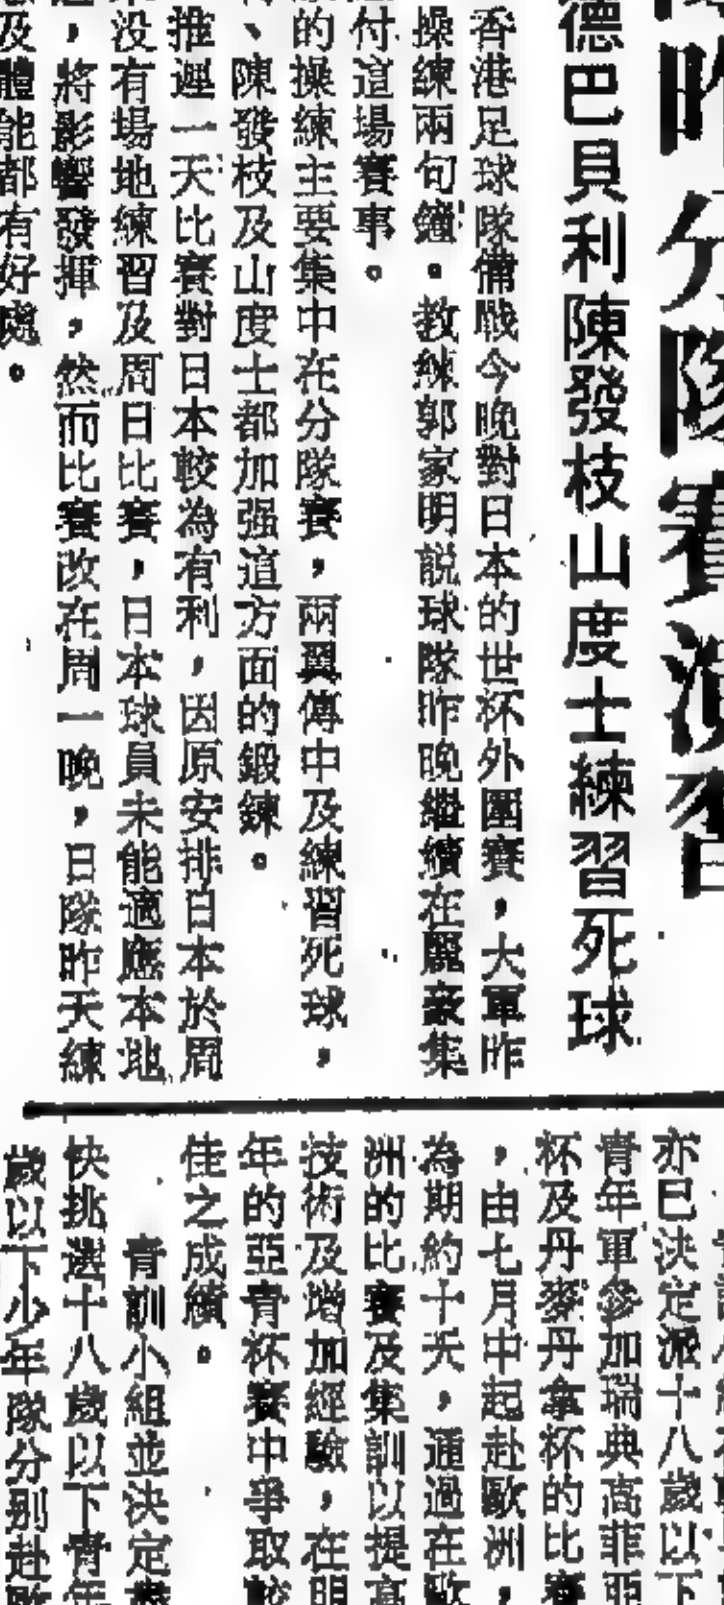 昨分隊賽演習
德巴貝利陳發枝山度士練習死球
香港足球隊備戰今晚對日本的世杯外圍賽，大軍昨
操練兩句鐘。教練郭家明説球隊昨晚繼續在麗豪集
付這場賽事。
的操練主要集中在分隊賽，兩翼傳中及練習死球，
、陳發枝及山度士都加强這方面的鍛鍊。
推遲一天比賽對日本較為有利，因原安排日本於周
没有場地練習及周日比賽，日本球員未能適應本地
，將影響發揮，然而比賽改在周一晚，日隊昨天練
及體能都有好處。
亦已決定派十八歲以下
青年軍參加瑞典高菲亞
杯及丹麥丹拿杯的比賽
，由七月中起赴歐洲，
為期約十天，通過在歐
洲的比賽及集訓以提高
技術及增加經驗，在明
年的亞青杯賽中爭取較
佳之成績。
青訓小組並決定盡
快挑選十八歲以下青年
歲以下少年隊分别赴歐